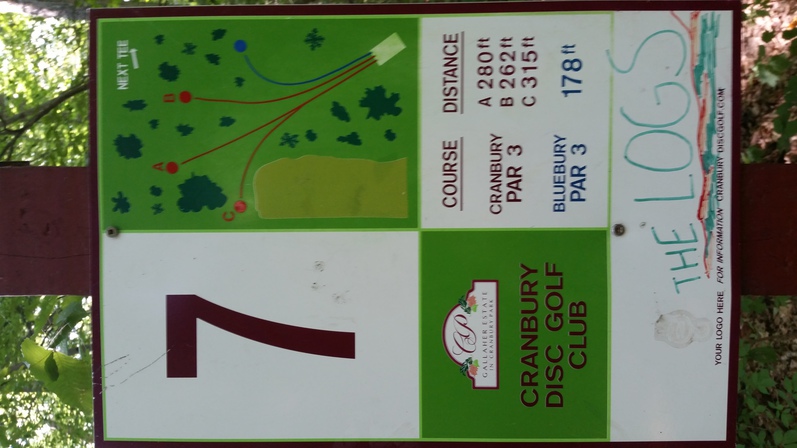 7
NEXT TEE
A
B
C
CP
GALLAHER ESTATE
IN CRANBURY PARK
CRANBURY
DISC GOLF
CLUB
COURSE DISTANCE
CRANBURY
PAR 3
A 280ft
B 262ft
C 315ft
BLUEBURY
PAR 3
178ft
THE LOGS
YOUR LOGO HERE FOR INFORMATION CRANBURY DISCGOLF.COM